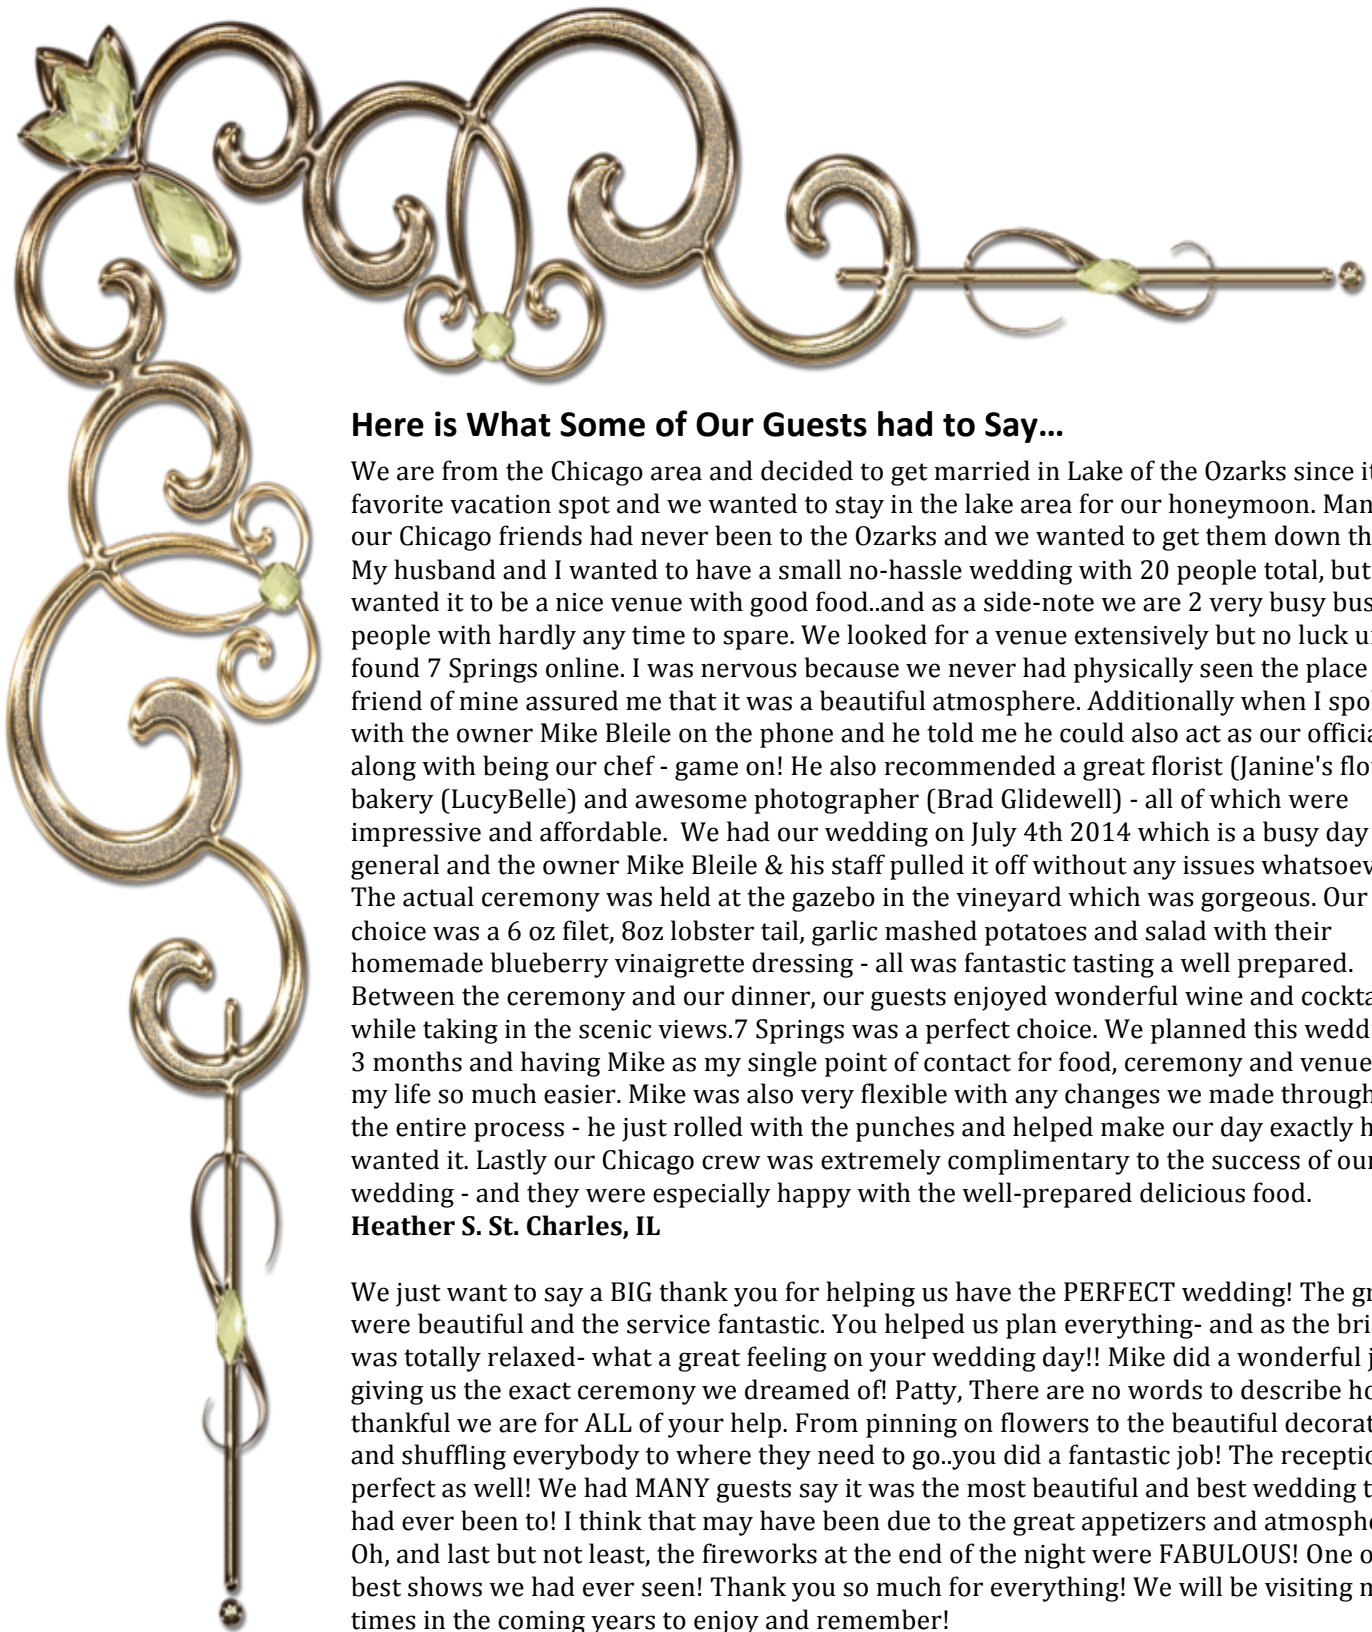 Here is What Some of Our Guests had to Say…
We are from the Chicago area and decided to get married in Lake of the Ozarks since it
favorite vacation spot and we wanted to stay in the lake area for our honeymoon. Man
our Chicago friends had never been to the Ozarks and we wanted to get them down th
My husband and I wanted to have a small no-hassle wedding with 20 people total, but
wanted it to be a nice venue with good food..and as a side-note we are 2 very busy bus
people with hardly any time to spare. We looked for a venue extensively but no luck u
found 7 Springs online. I was nervous because we never had physically seen the place
friend of mine assured me that it was a beautiful atmosphere. Additionally when I spo
with the owner Mike Bleile on the phone and he told me he could also act as our officia
along with being our chef - game on! He also recommended a great florist (Janine's flo
bakery (LucyBelle) and awesome photographer (Brad Glidewell) - all of which were
impressive and affordable.  We had our wedding on July 4th 2014 which is a busy day
general and the owner Mike Bleile & his staff pulled it off without any issues whatsoev
The actual ceremony was held at the gazebo in the vineyard which was gorgeous. Our
choice was a 6 oz filet, 8oz lobster tail, garlic mashed potatoes and salad with their
homemade blueberry vinaigrette dressing - all was fantastic tasting a well prepared.
Between the ceremony and our dinner, our guests enjoyed wonderful wine and cockta
while taking in the scenic views.7 Springs was a perfect choice. We planned this wedd
3 months and having Mike as my single point of contact for food, ceremony and venue
my life so much easier. Mike was also very flexible with any changes we made through
the entire process - he just rolled with the punches and helped make our day exactly h
wanted it. Lastly our Chicago crew was extremely complimentary to the success of our
wedding - and they were especially happy with the well-prepared delicious food.
Heather S. St. Charles, IL
We just want to say a BIG thank you for helping us have the PERFECT wedding! The gr
were beautiful and the service fantastic. You helped us plan everything- and as the bri
was totally relaxed- what a great feeling on your wedding day!! Mike did a wonderful j
giving us the exact ceremony we dreamed of! Patty, There are no words to describe ho
thankful we are for ALL of your help. From pinning on flowers to the beautiful decorat
and shuffling everybody to where they need to go..you did a fantastic job! The receptio
perfect as well! We had MANY guests say it was the most beautiful and best wedding t
had ever been to! I think that may have been due to the great appetizers and atmosphe
Oh, and last but not least, the fireworks at the end of the night were FABULOUS! One o
best shows we had ever seen! Thank you so much for everything! We will be visiting m
times in the coming years to enjoy and remember!